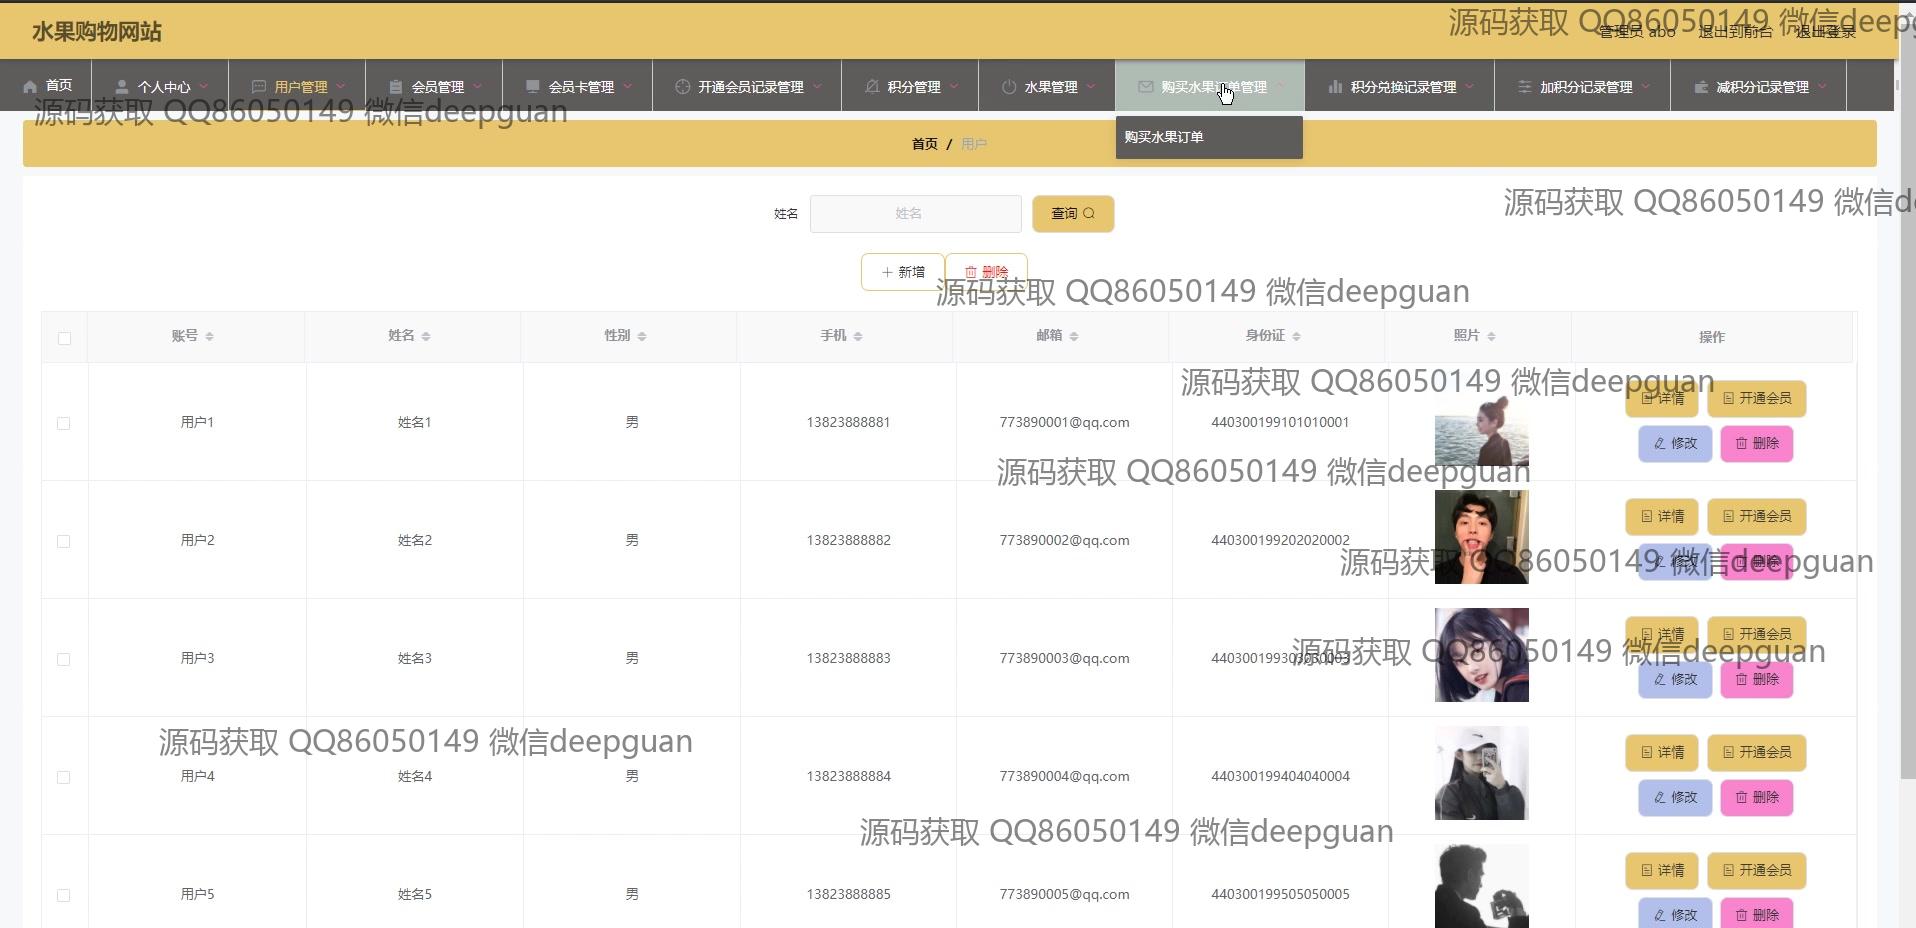 水果购物网站
源码获取 QQ86050149 微信deepg
管理员 abo 退出到前台 退出登录
首页 个人中心 用户管理 会员管理 会员卡管理 开通会员记录管理 积分管理 水果管理 购买水果订单管理 积分兑换记录管理 加积分记录管理 减积分记录管理
源码获取 QQ86050149 微信deepguan
购买水果订单
首页 / 用户
源码获取 QQ86050149 微信d
姓名 姓名 查询
新增 删除
源码获取 QQ86050149 微信deepguan
账号 姓名 性别 手机 邮箱 身份证 照片 操作
源码获取 QQ86050149 微信deepguan
详情 开通会员
用户1 姓名1 男 13823888881 773890001@qq.com 440300199101010001
修改 删除
源码获取 QQ86050149 微信deepguan
详情 开通会员
用户2 姓名2 男 13823888882 773890002@qq.com 440300199202020002
源码获取 QQ86050149 微信deepguan
修改 删除
详情 开通会员
用户3 姓名3 男 13823888883 773890003@qq.com 440300199303030003
源码获取 QQ86050149 微信deepguan
修改 删除
源码获取 QQ86050149 微信deepguan
详情 开通会员
用户4 姓名4 男 13823888884 773890004@qq.com 440300199404040004
修改 删除
源码获取 QQ86050149 微信deepguan
详情 开通会员
用户5 姓名5 男 13823888885 773890005@qq.com 440300199505050005
修改 删除